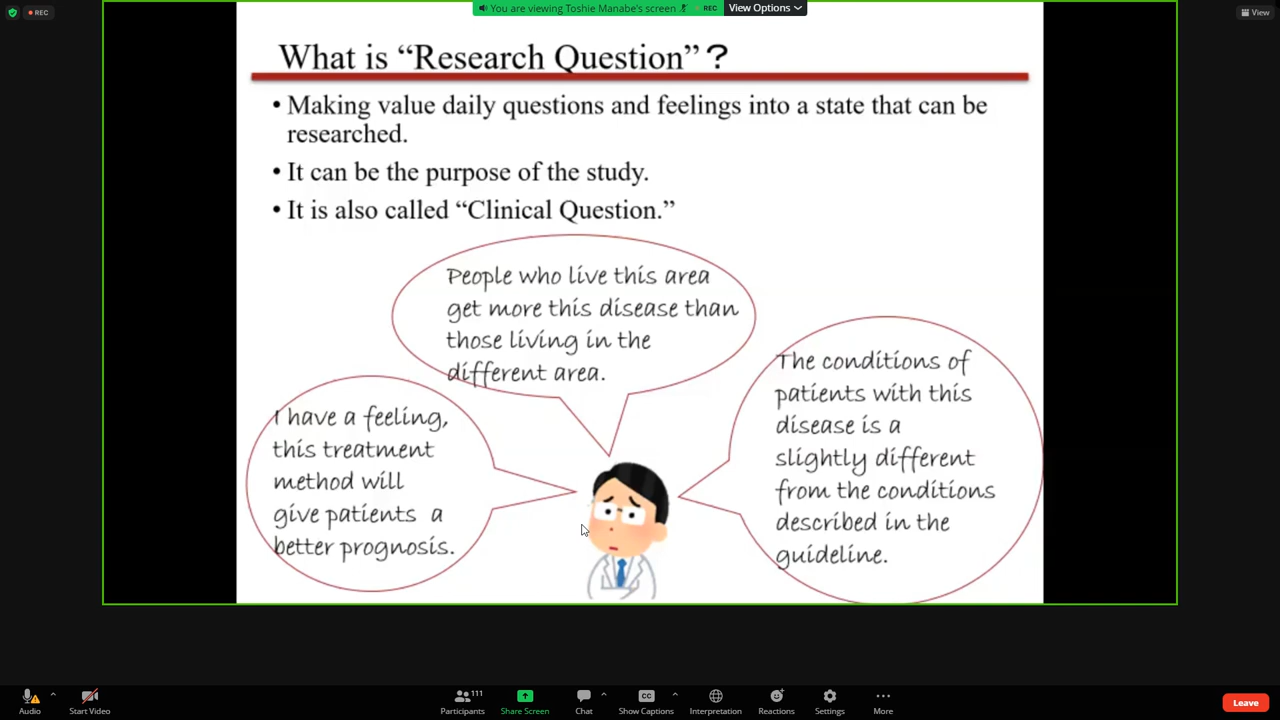 You are viewing Toshie Manabe's screen
REC
View Options
REC
View
What is “Research Question”？
• Making value daily questions and feelings into a state that can be
researched.
• It can be the purpose of the study.
• It is also called “Clinical Question.”
People who live this area
get more this disease than
those living in the
different area.
I have a feeling,
this treatment
method will
give patients a
better prognosis.
The conditions of
patients with this
disease is a
slightly different
from the conditions
described in the
guideline.
Audio
Start Video
Participants
111
Share Screen
Chat
CC
Show Captions
Interpretation
Reactions
Settings
More
Leave